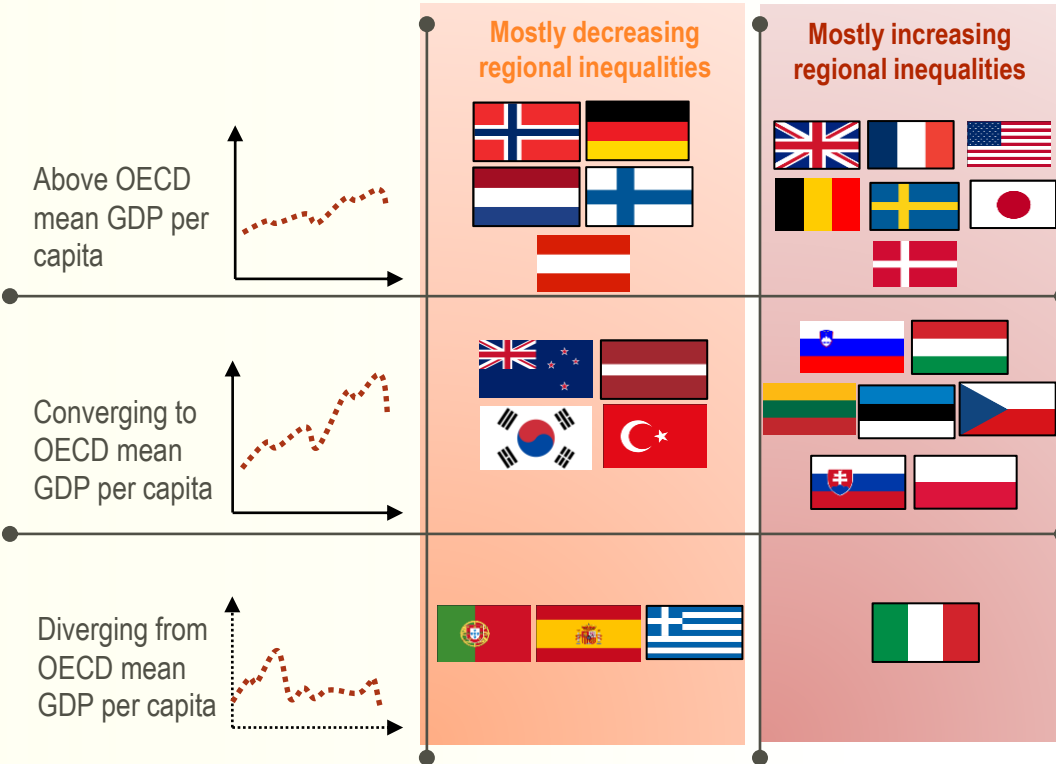 Mostly decreasing
regional inequalities
Mostly increasing
regional inequalities
Above OECD
mean GDP per
capita
Converging to
OECD mean
GDP per capita
Diverging from
OECD mean
GDP per capita